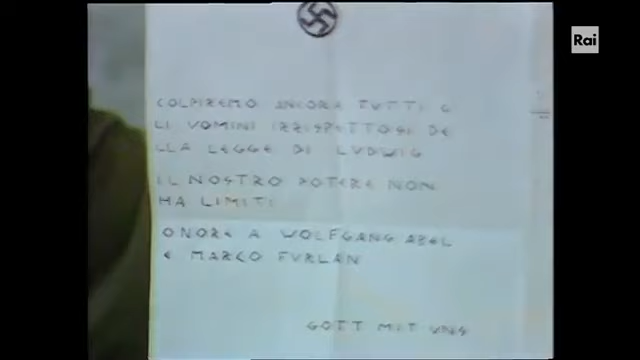 Rai
COLPIREMO ANCORA TUTTI G
LI UOMINI IRRISPETTOSI DE
LLA LEGGE DI LUDWIG
IL NOSTRO POTERE NON
HA LIMITI
ONORE A WOLFGANG ABEL
E MARCO FURLAN
GOTT MIT UNS